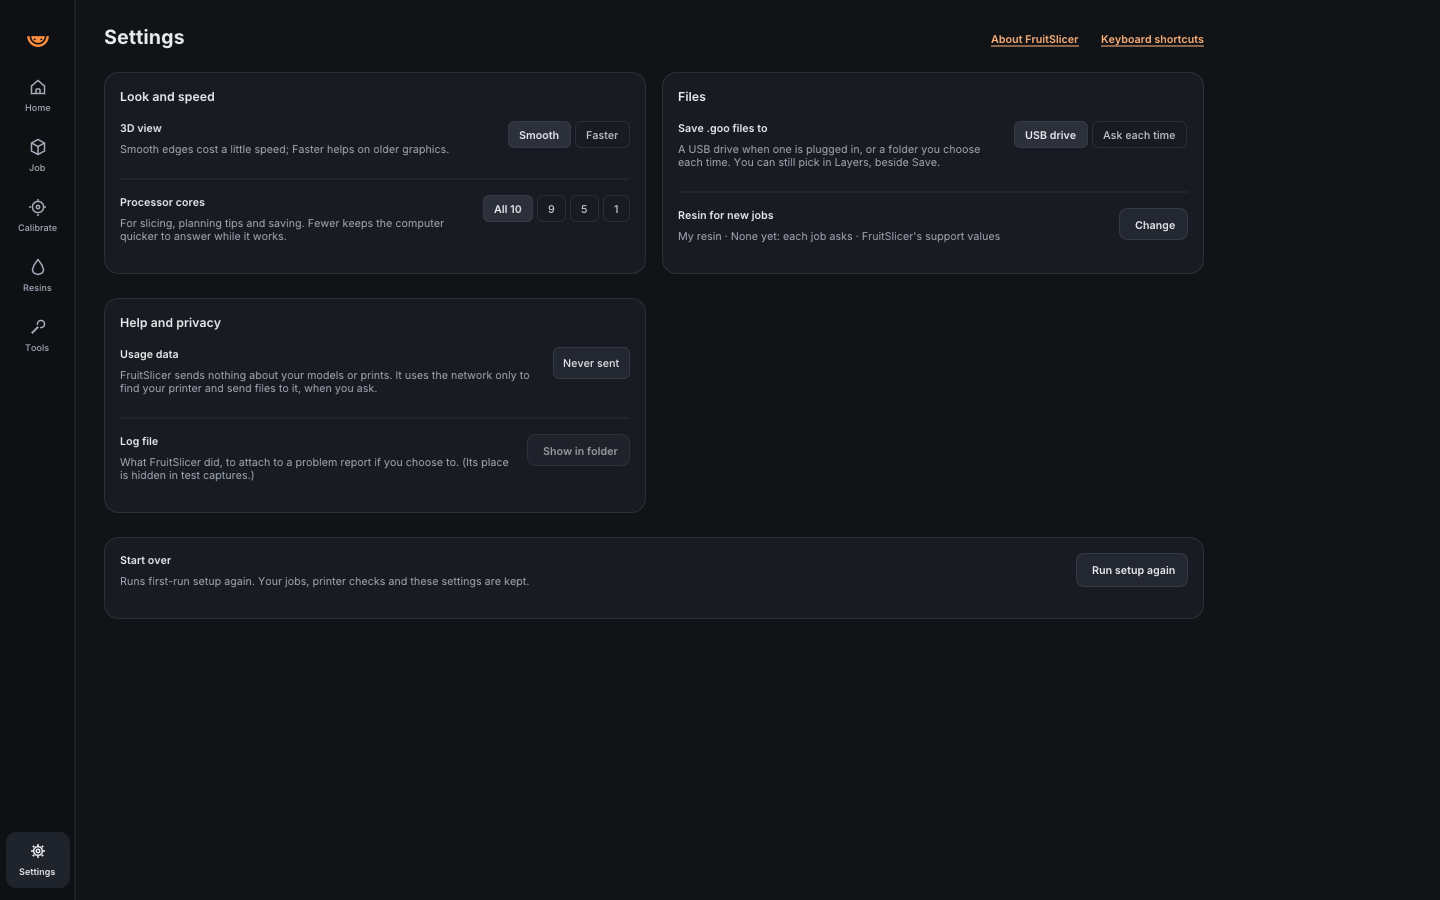 Settings
About FruitSlicer
Keyboard shortcuts
Home
Job
Calibrate
Resins
Tools
Settings
Look and speed
3D view
Smooth edges cost a little speed; Faster helps on older graphics.
Smooth
Faster
Processor cores
For slicing, planning tips and saving. Fewer keeps the computer
quicker to answer while it works.
All 10
9
5
1
Files
Save .goo files to
A USB drive when one is plugged in, or a folder you choose
each time. You can still pick in Layers, beside Save.
USB drive
Ask each time
Resin for new jobs
My resin · None yet: each job asks · FruitSlicer's support values
Change
Help and privacy
Usage data
FruitSlicer sends nothing about your models or prints. It uses the network only to
find your printer and send files to it, when you ask.
Never sent
Log file
What FruitSlicer did, to attach to a problem report if you choose to. (Its place
is hidden in test captures.)
Show in folder
Start over
Runs first-run setup again. Your jobs, printer checks and these settings are kept.
Run setup again